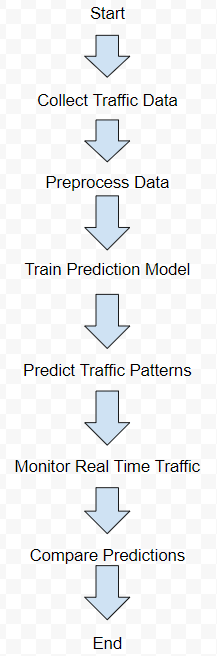 Start
Collect Traffic Data
Preprocess Data
Train Prediction Model
Predict Traffic Patterns
Monitor Real Time Traffic
Compare Predictions
End